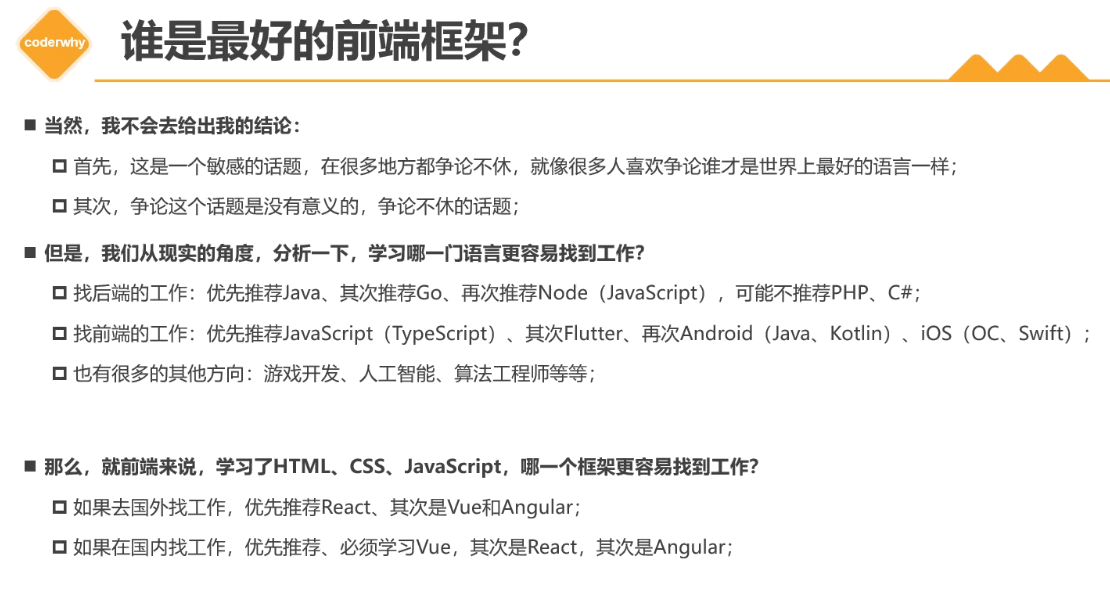 coderwhy
谁是最好的前端框架？
当然，我不会去给出我的结论：
首先，这是一个敏感的话题，在很多地方都争论不休，就像很多人喜欢争论谁才是世界上最好的语言一样；
其次，争论这个话题是没有意义的，争论不休的话题；
但是，我们从现实的角度，分析一下，学习哪一门语言更容易找到工作？
找后端的工作：优先推荐Java、其次推荐Go、再次推荐Node（JavaScript），可能不推荐PHP、C#；
找前端的工作：优先推荐JavaScript（TypeScript）、其次Flutter、再次Android（Java、Kotlin）、iOS（OC、Swift）；
也有很多的其他方向：游戏开发、人工智能、算法工程师等等；
那么，就前端来说，学习了HTML、CSS、JavaScript，哪一个框架更容易找到工作？
如果去国外找工作，优先推荐React、其次是Vue和Angular；
如果在国内找工作，优先推荐、必须学习Vue，其次是React，其次是Angular；